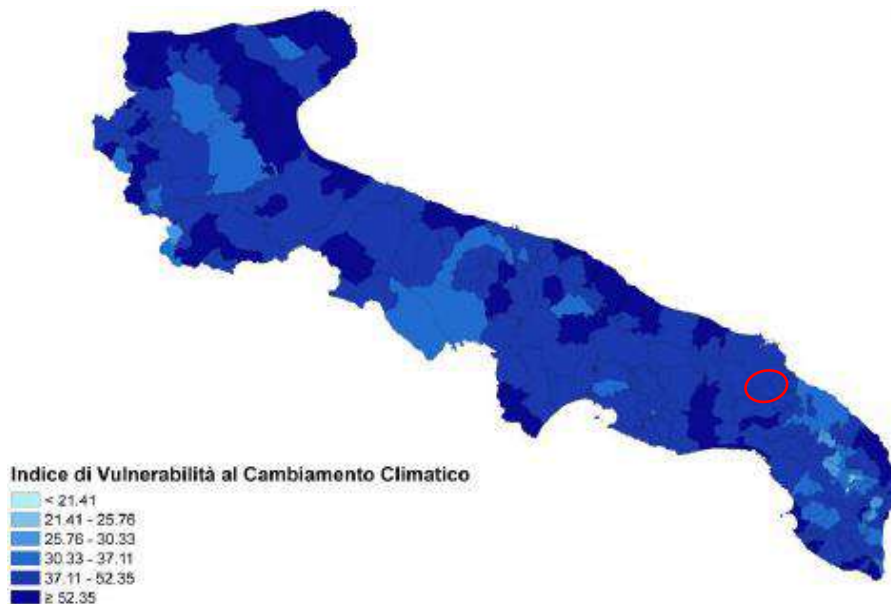 Indice di Vulnerabilità al Cambiamento Climatico
< 21.41
21.41 - 25.76
25.76 - 30.33
30.33 - 37.11
37.11 - 52.35
≥ 52.35